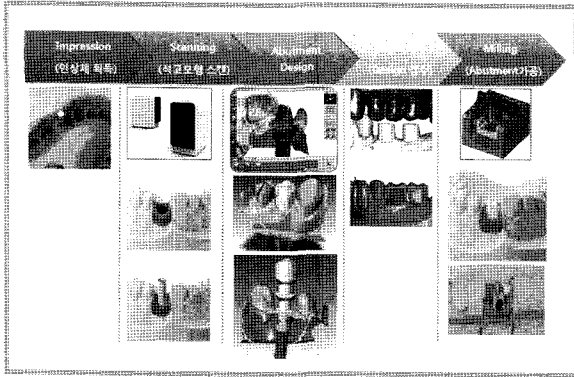 Impression
(인상채 획득)
Scanning
(석고모형 스캔)
Abutment
Design
Milling
(Abutment가공)